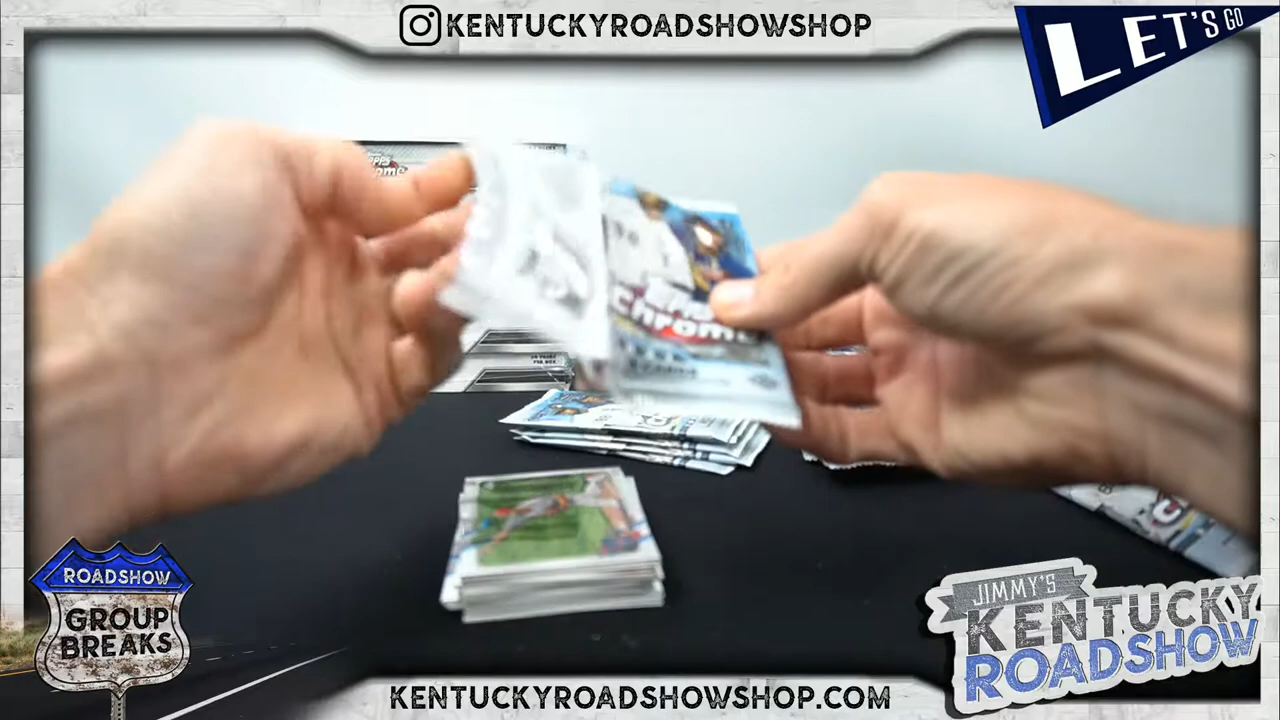 KENTUCKYROADSHOWSHOP
LET'S GO
Chrome
ROADSHOW
GROUP
BREAKS
JIMMY'S
KENTUCKY
ROADSHOW
KENTUCKYROADSHOWSHOP.COM